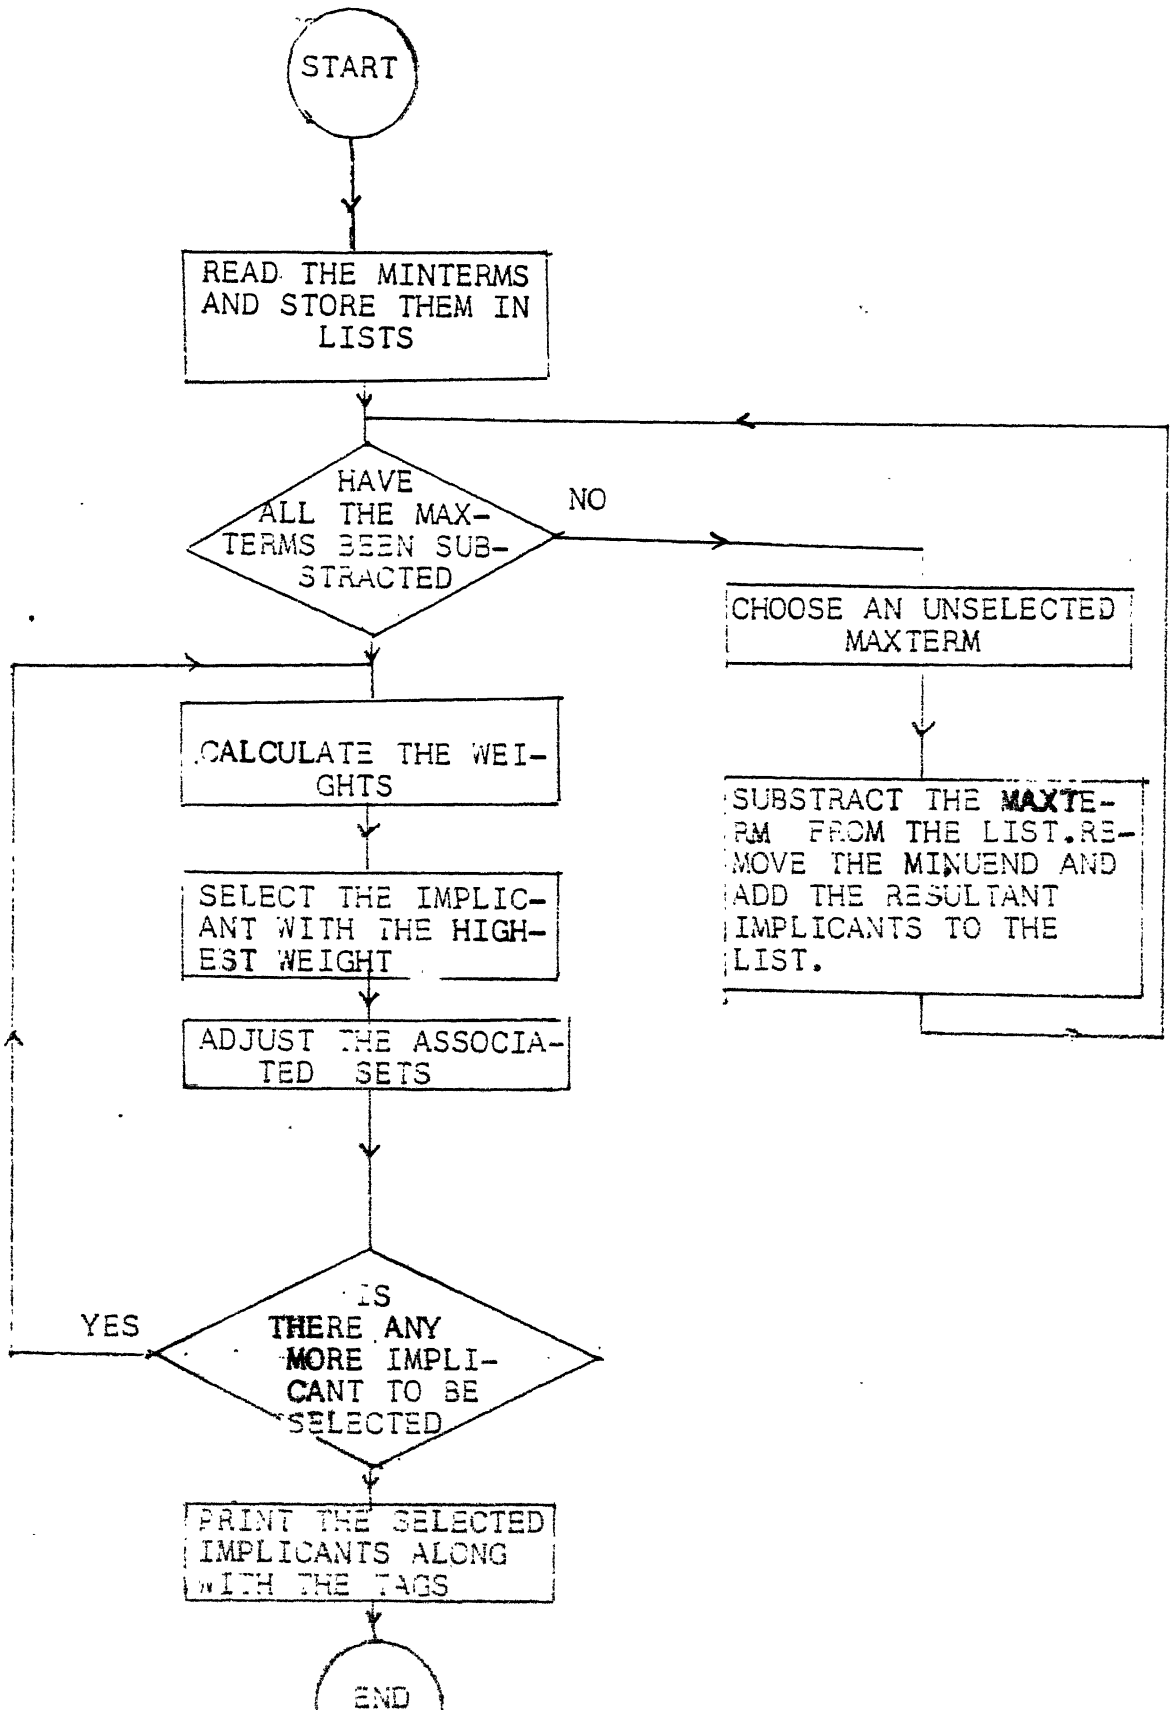 START
READ THE MINTERMS
AND STORE THEM IN
LISTS
HAVE
ALL THE MAX-
TERMS BEEN SUB-
STRACTED
NO
CHOOSE AN UNSELECTED
MAXTERM
SUBSTRACT THE MAXTE-
RM FROM THE LIST.RE-
MOVE THE MINUEND AND
ADD THE RESULTANT
IMPLICANTS TO THE
LIST.
CALCULATE THE WEI-
GHTS
SELECT THE IMPLIC-
ANT WITH THE HIGH-
EST WEIGHT
ADJUST THE ASSOCIA-
TED SETS
YES
IS
THERE ANY
MORE IMPLI-
CANT TO BE
SELECTED
PRINT THE SELECTED
IMPLICANTS ALONG
WITH THE TAGS
END